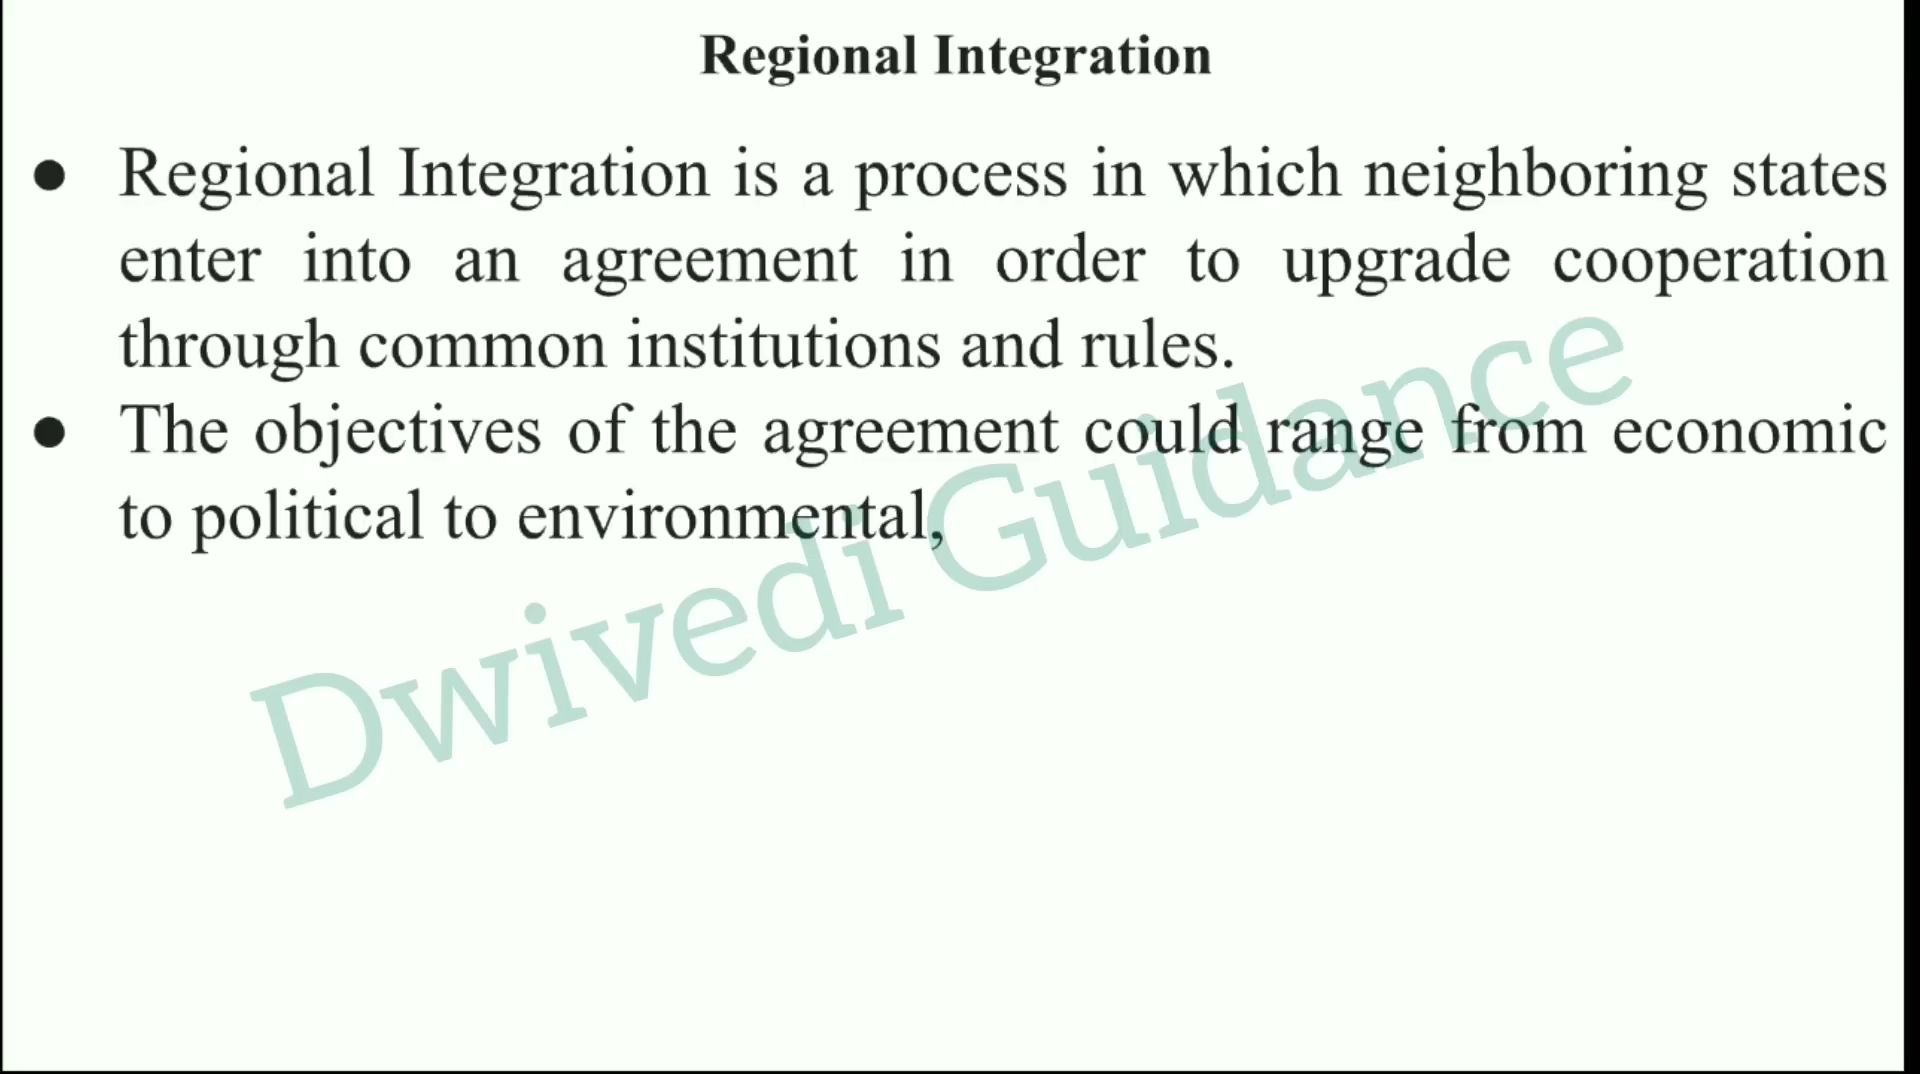 Regional Integration
● Regional Integration is a process in which neighboring states
enter into an agreement in order to upgrade cooperation
through common institutions and rules.
● The objectives of the agreement could range from economic
to political to environmental,
Dwivedi Guidance